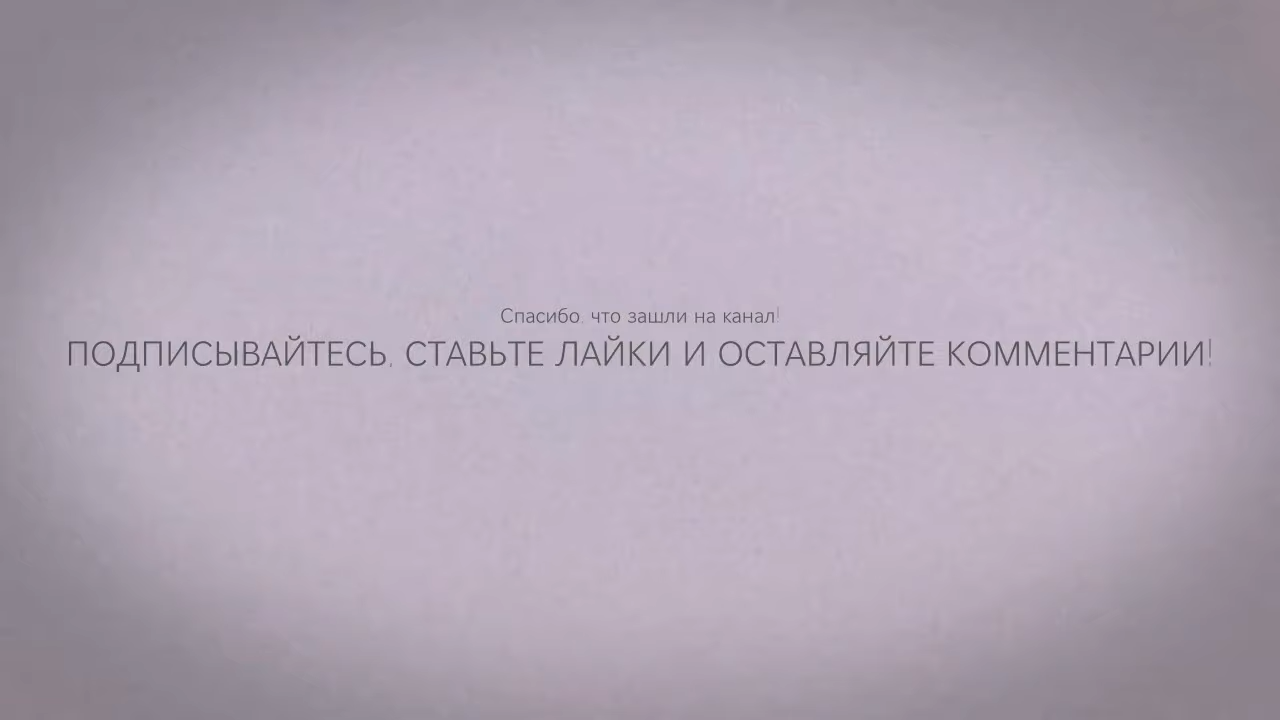 Спасибо, что зашли на канал!
ПОДПИСЫВАЙТЕСЬ, СТАВЬТЕ ЛАЙКИ И ОСТАВЛЯЙТЕ КОММЕНТАРИИ!